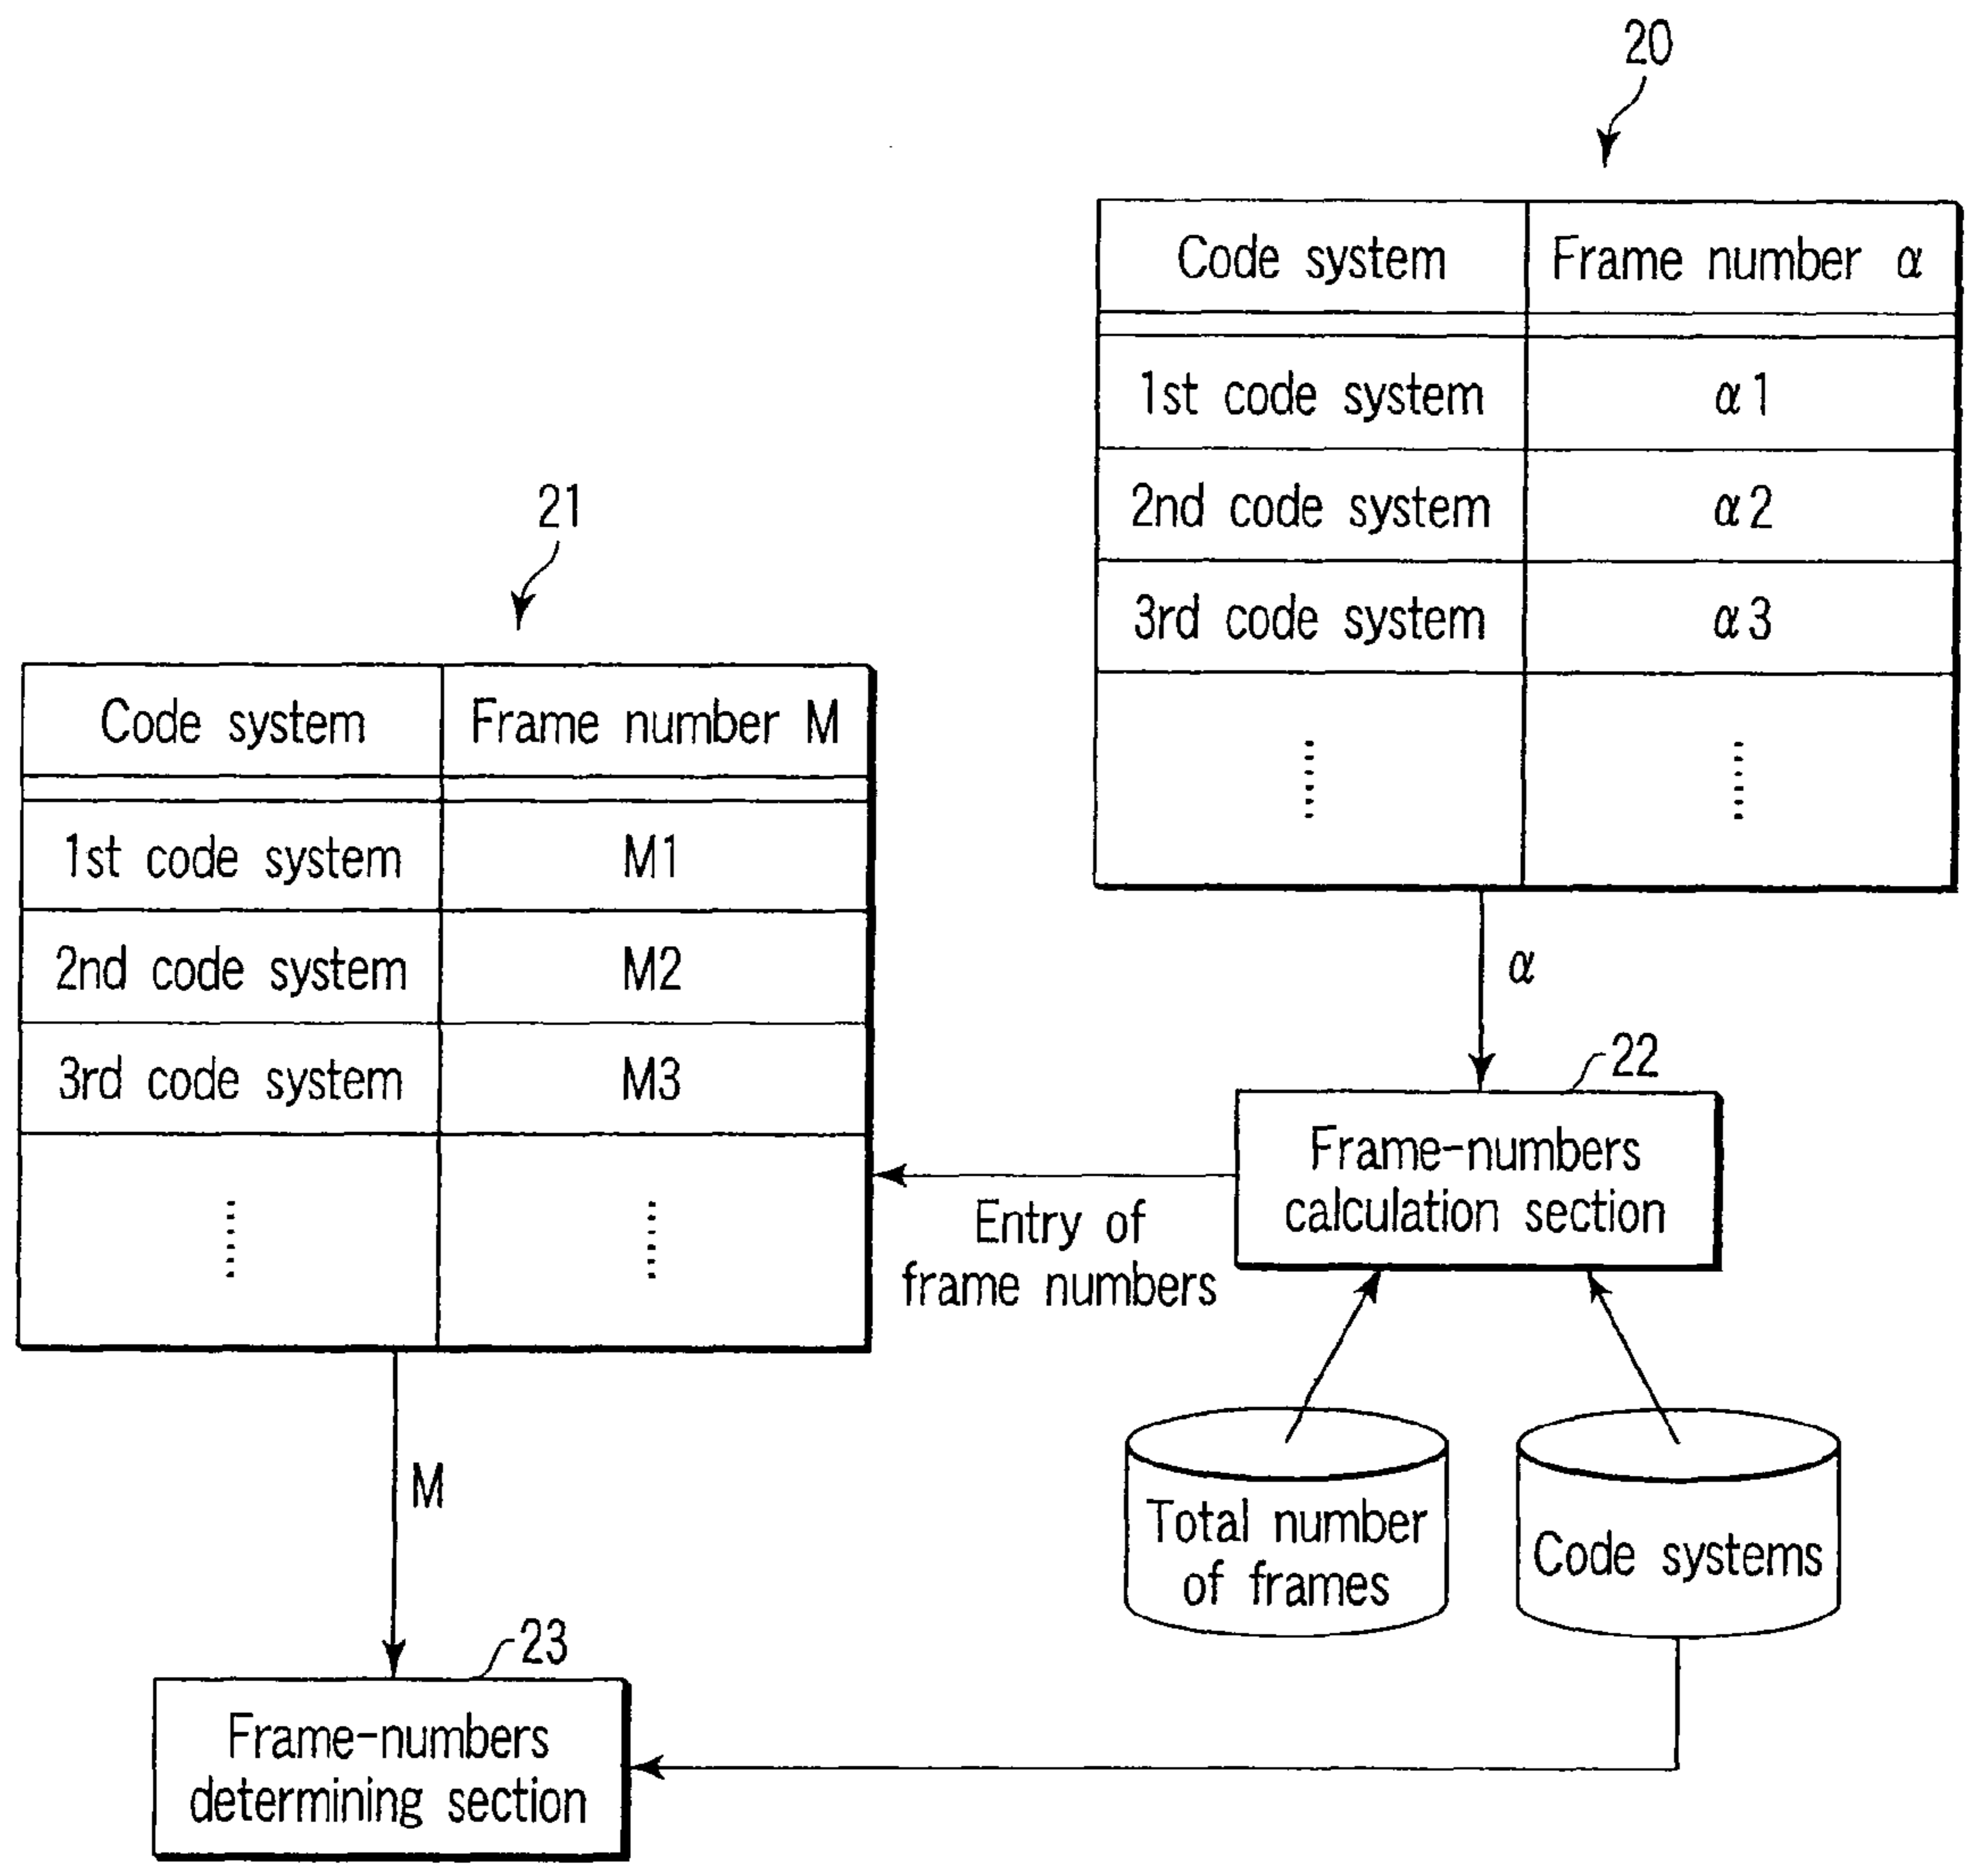 20
Code system Frame number α
1st code system α1
2nd code system α2
3rd code system α3
21
Code system Frame number M
1st code system M1
2nd code system M2
3rd code system M3
α
22
Frame-numbers
calculation section
Entry of
frame numbers
Total number
of frames
Code systems
M
23
Frame-numbers
determining section